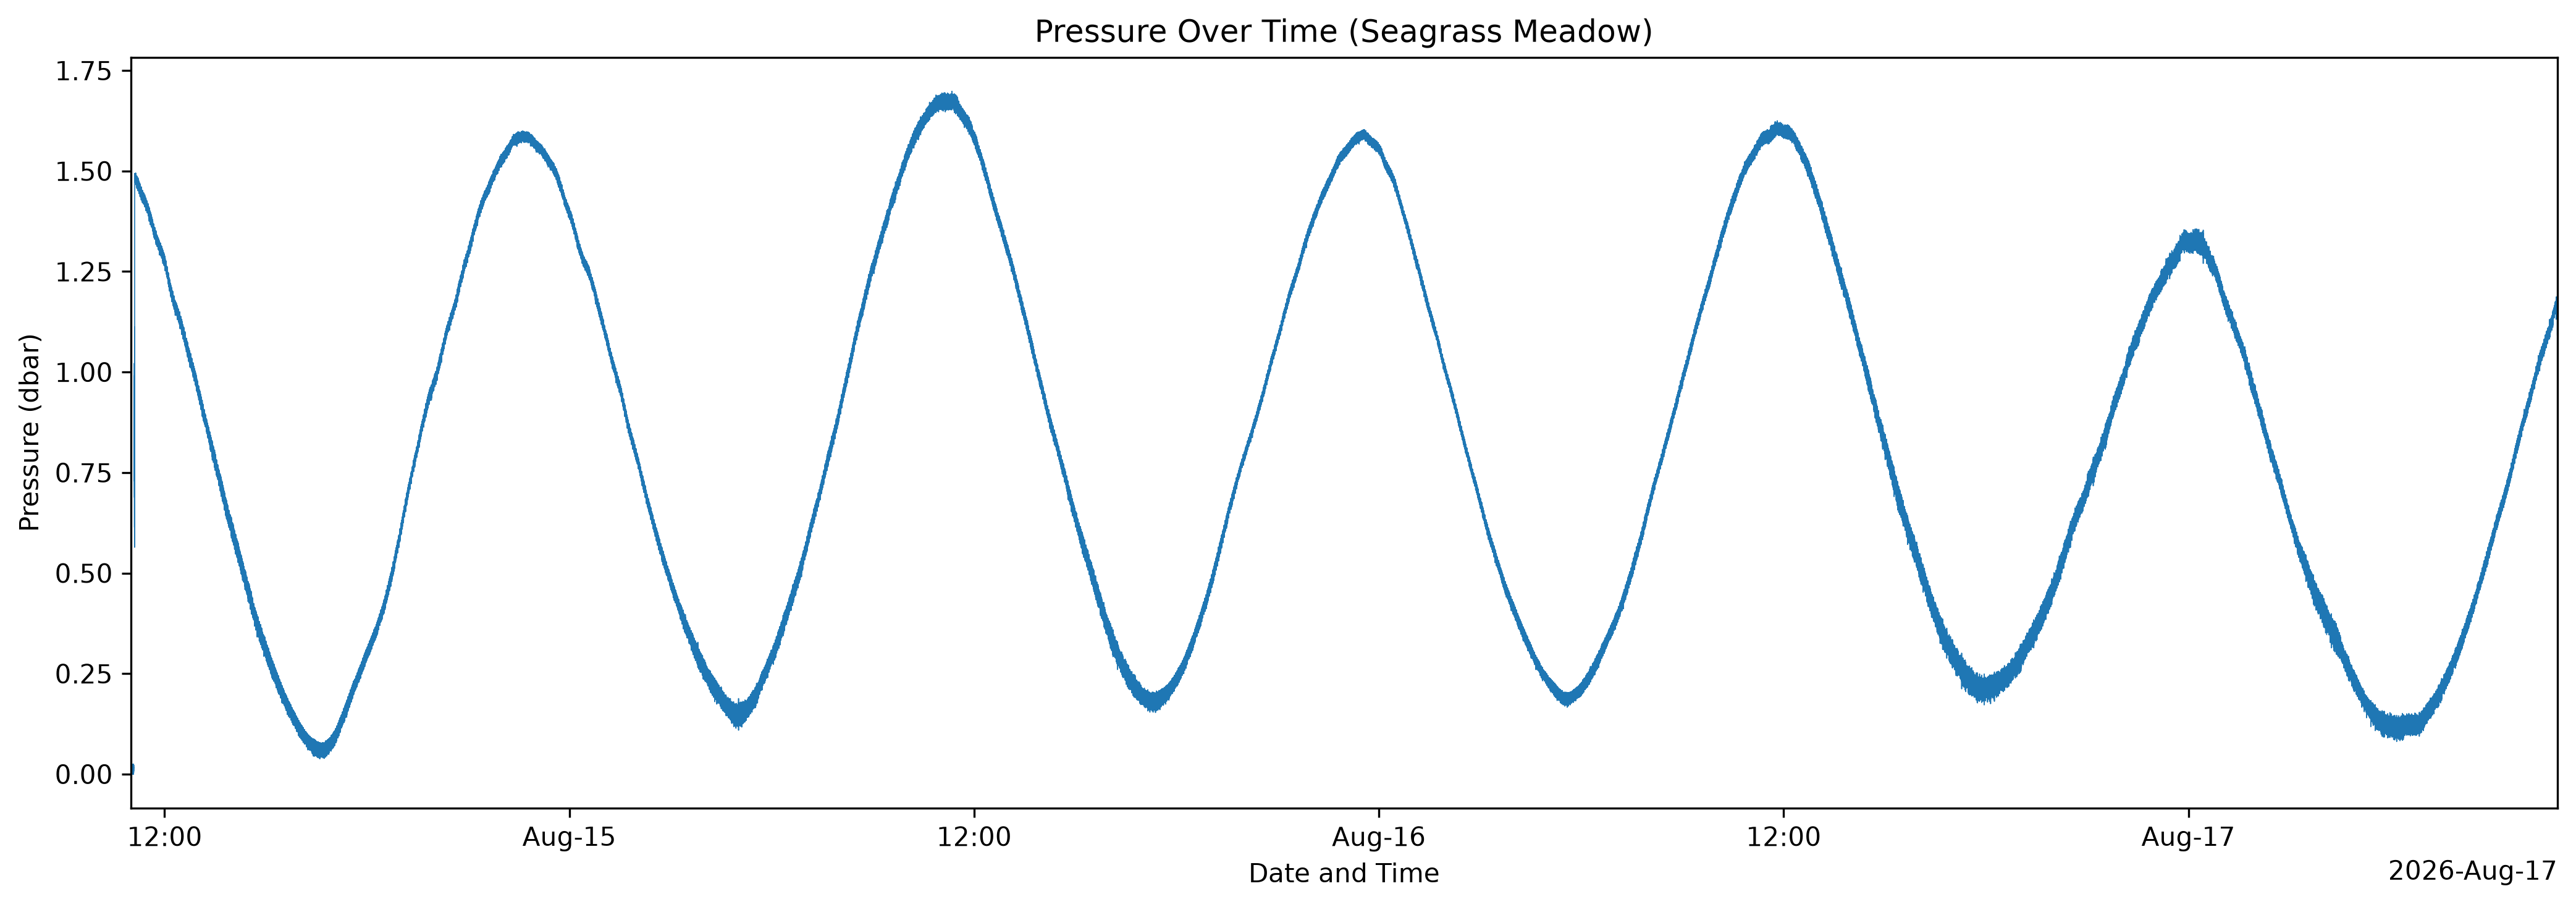 Pressure Over Time (Seagrass Meadow)
1.75
1.50
1.25
1.00
0.75
0.50
0.25
0.00
Pressure (dbar)
12:00 Aug-15 12:00 Aug-16 12:00 Aug-17
2026-Aug-17
Date and Time